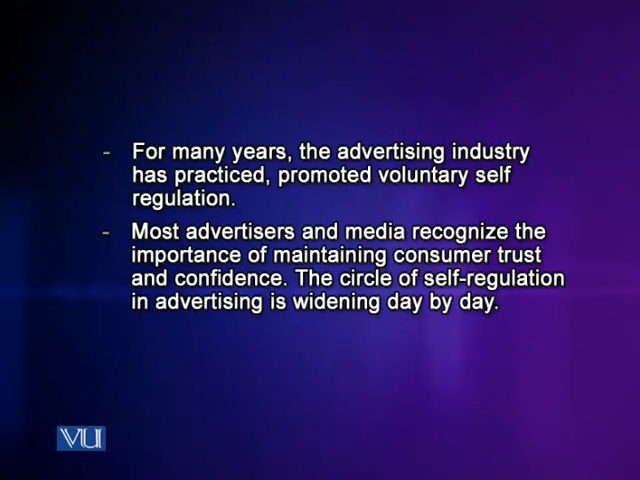 - For many years, the advertising industry
has practiced, promoted voluntary self
regulation.
- Most advertisers and media recognize the
importance of maintaining consumer trust
and confidence. The circle of self-regulation
in advertising is widening day by day.
VU